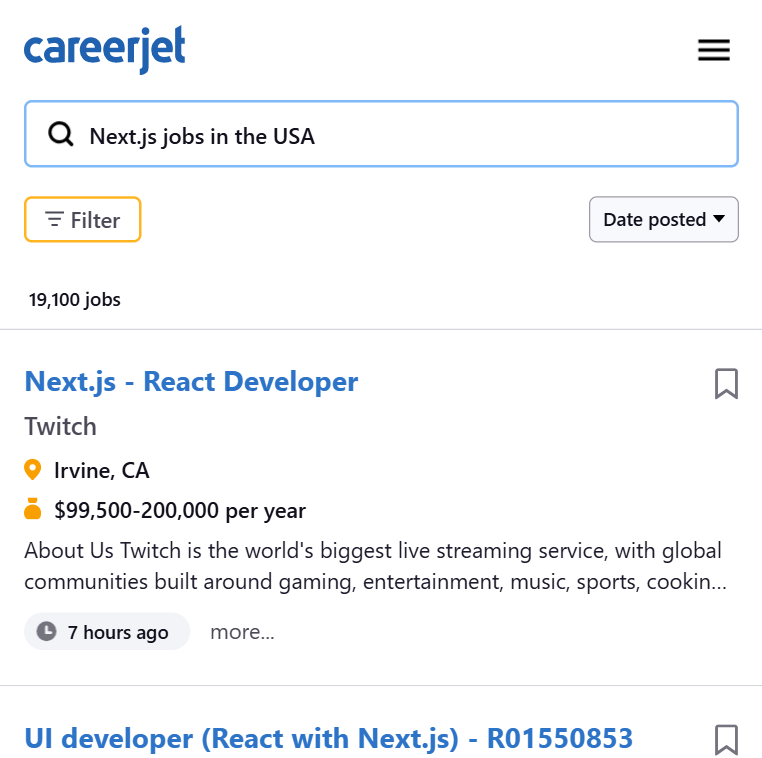 careerjet
Next.js jobs in the USA
Filter
Date posted
19,100 jobs
Next.js - React Developer
Twitch
Irvine, CA
$99,500-200,000 per year
About Us Twitch is the world's biggest live streaming service, with global
communities built around gaming, entertainment, music, sports, cookin...
7 hours ago
more...
UI developer (React with Next.js) - R01550853